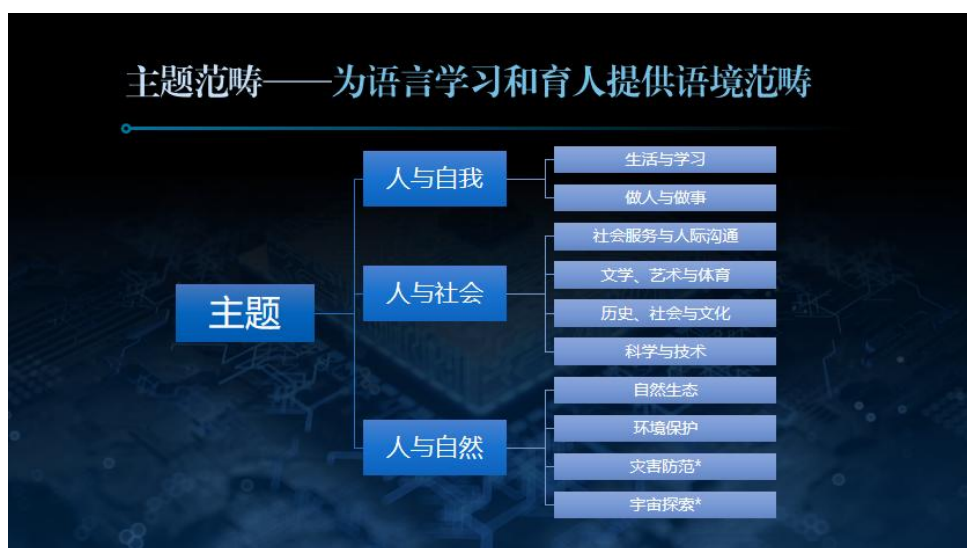 主题范畴——为语言学习和育人提供语境范畴
主题
人与自我
生活与学习
做人与做事
人与社会
社会服务与人际沟通
文学、艺术与体育
历史、社会与文化
科学与技术
人与自然
自然生态
环境保护
灾害防范*
宇宙探索*